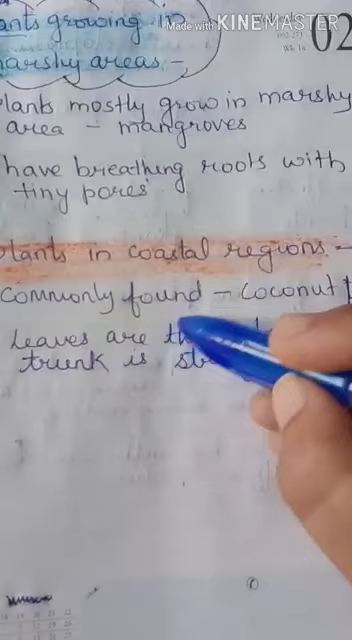 Made with KINEMASTER
ants growing in
02
marshy areas -
lants mostly grow in marshy
area - mangroves
have breathing roots with
tiny pores
lants in coastal regions -
commonly found - coconut
Leaves are
trunk is